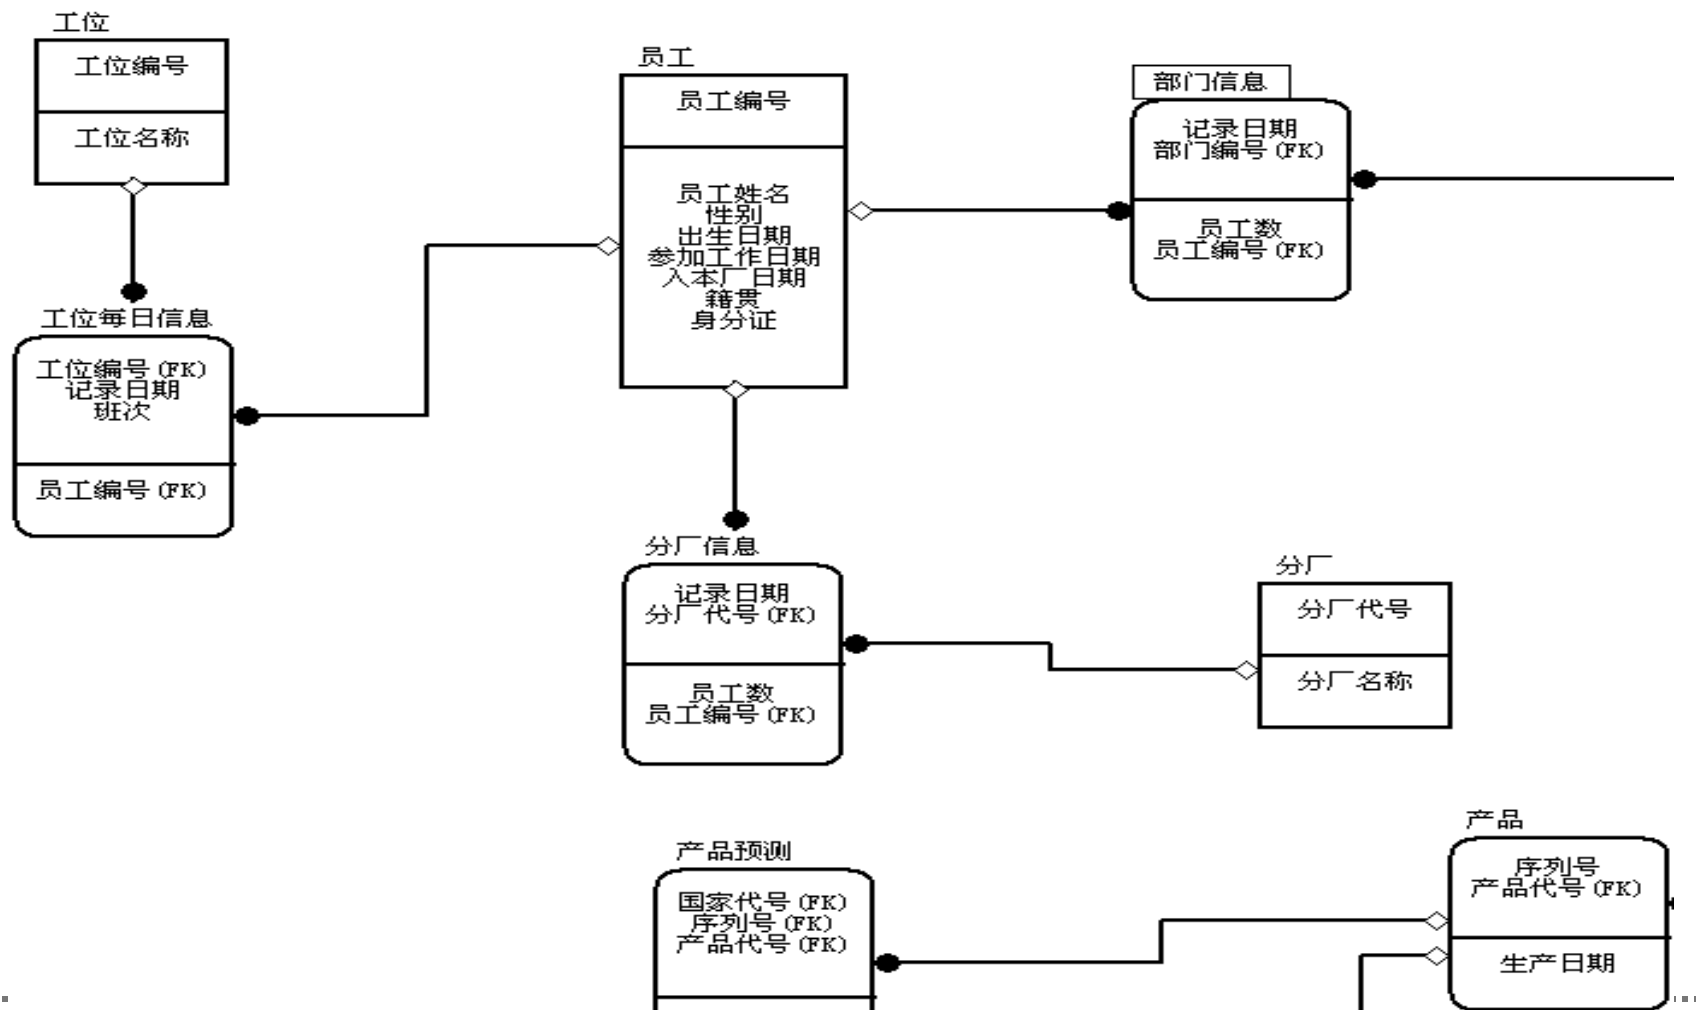 工位
工位编号
工位名称
员工
员工编号
员工姓名
性别
出生日期
参加工作日期
入本厂日期
籍贯
身分证
部门信息
记录日期
部门编号(FK)
员工数
员工编号(FK)
工位每日信息
工位编号(FK)
记录日期
班次
员工编号(FK)
分厂信息
记录日期
分厂代号(FK)
员工数
员工编号(FK)
分厂
分厂代号
分厂名称
产品预测
国家代号(FK)
序列号(FK)
产品代号(FK)
产品
序列号
产品代号(FK)
生产日期